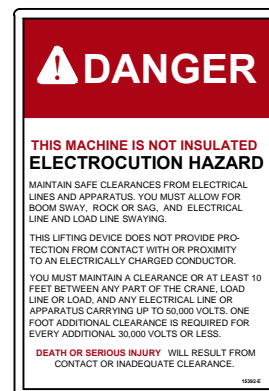 DANGER
THIS MACHINE IS NOT INSULATED
ELECTROCUTION HAZARD
MAINTAIN SAFE CLEARANCES FROM ELECTRICAL
LINES AND APPARATUS. YOU MUST ALLOW FOR
BOOM SWAY, ROCK OR SAG, AND ELECTRICAL
LINE AND LOAD LINE SWAYING.
THIS LIFTING DEVICE DOES NOT PROVIDE PRO-
TECTION FROM CONTACT WITH OR PROXIMITY
TO AN ELECTRICALLY CHARGED CONDUCTOR.
YOU MUST MAINTAIN A CLEARANCE OR AT LEAST 10
FEET BETWEEN ANY PART OF THE CRANE, LOAD
LINE OR LOAD, AND ANY ELECTRICAL LINE OR
APPARATUS CARRYING UP TO 50,000 VOLTS. ONE
FOOT ADDITIONAL CLEARANCE IS REQUIRED FOR
EVERY ADDITIONAL 30,000 VOLTS OR LESS.
DEATH OR SERIOUS INJURY WILL RESULT FROM
CONTACT OR INADEQUATE CLEARANCE.
15392-E